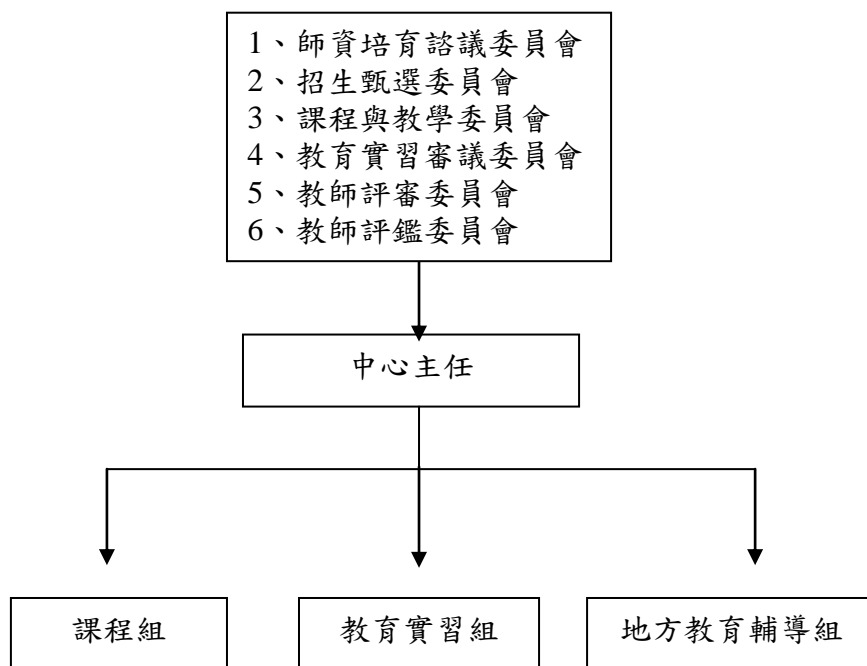 1、師資培育諮議委員會
2、招生甄選委員會
3、課程與教學委員會
4、教育實習審議委員會
5、教師評審委員會
6、教師評鑑委員會
中心主任
課程組
教育實習組
地方教育輔導組